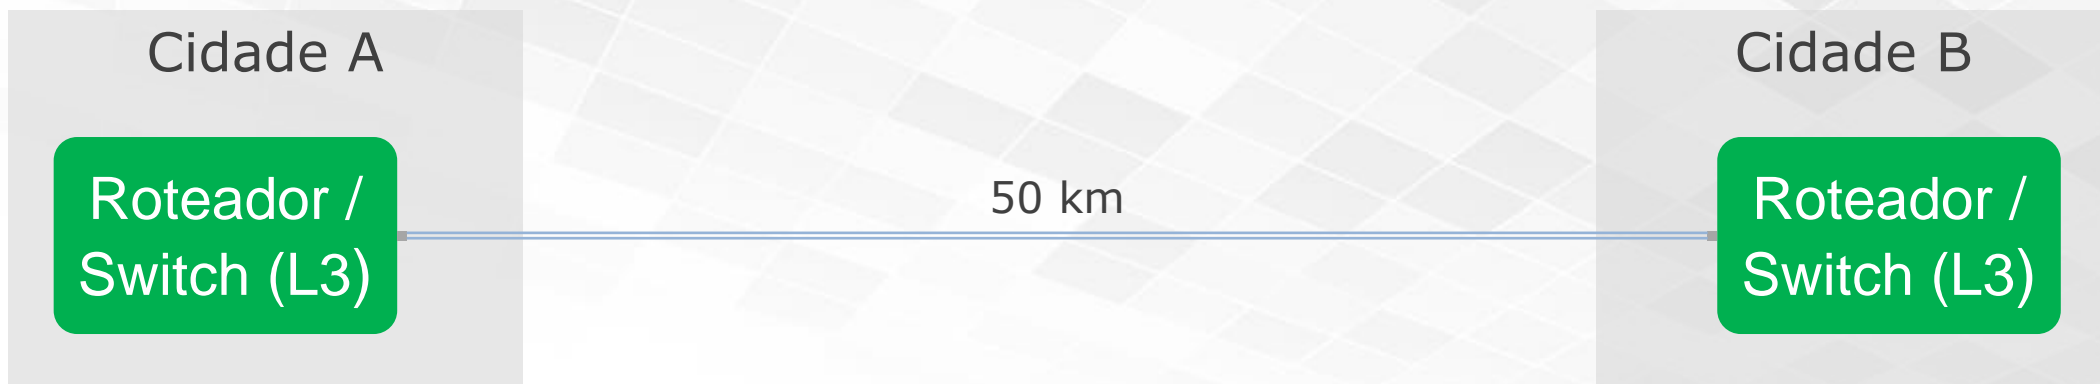 Cidade A
Cidade B
Roteador /
Switch (L3)
50 km
Roteador /
Switch (L3)